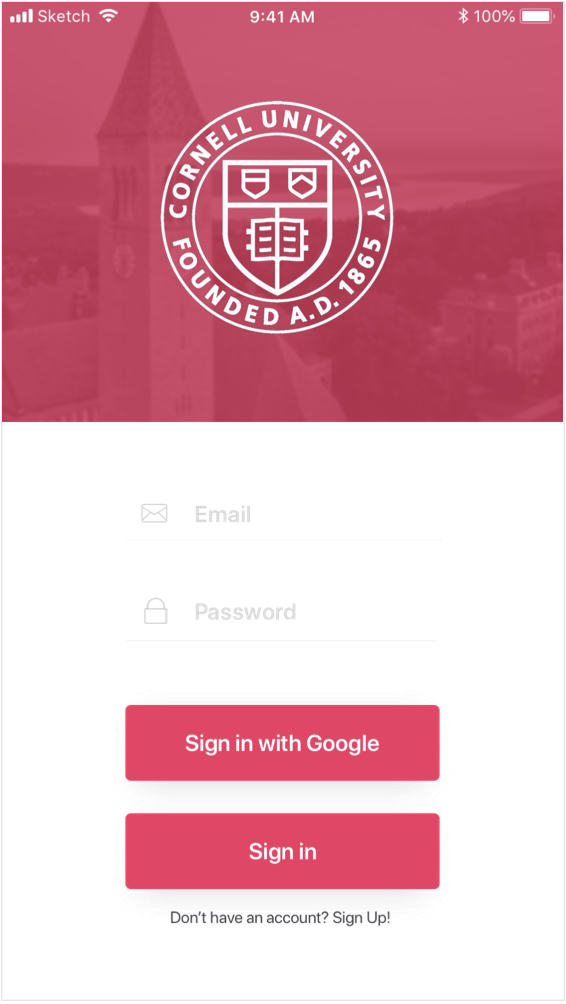 Sketch 9:41 AM 100%
CORNELL UNIVERSITY
FOUNDED A.D. 1865
Email
Password
Sign in with Google
Sign in
Don't have an account? Sign Up!